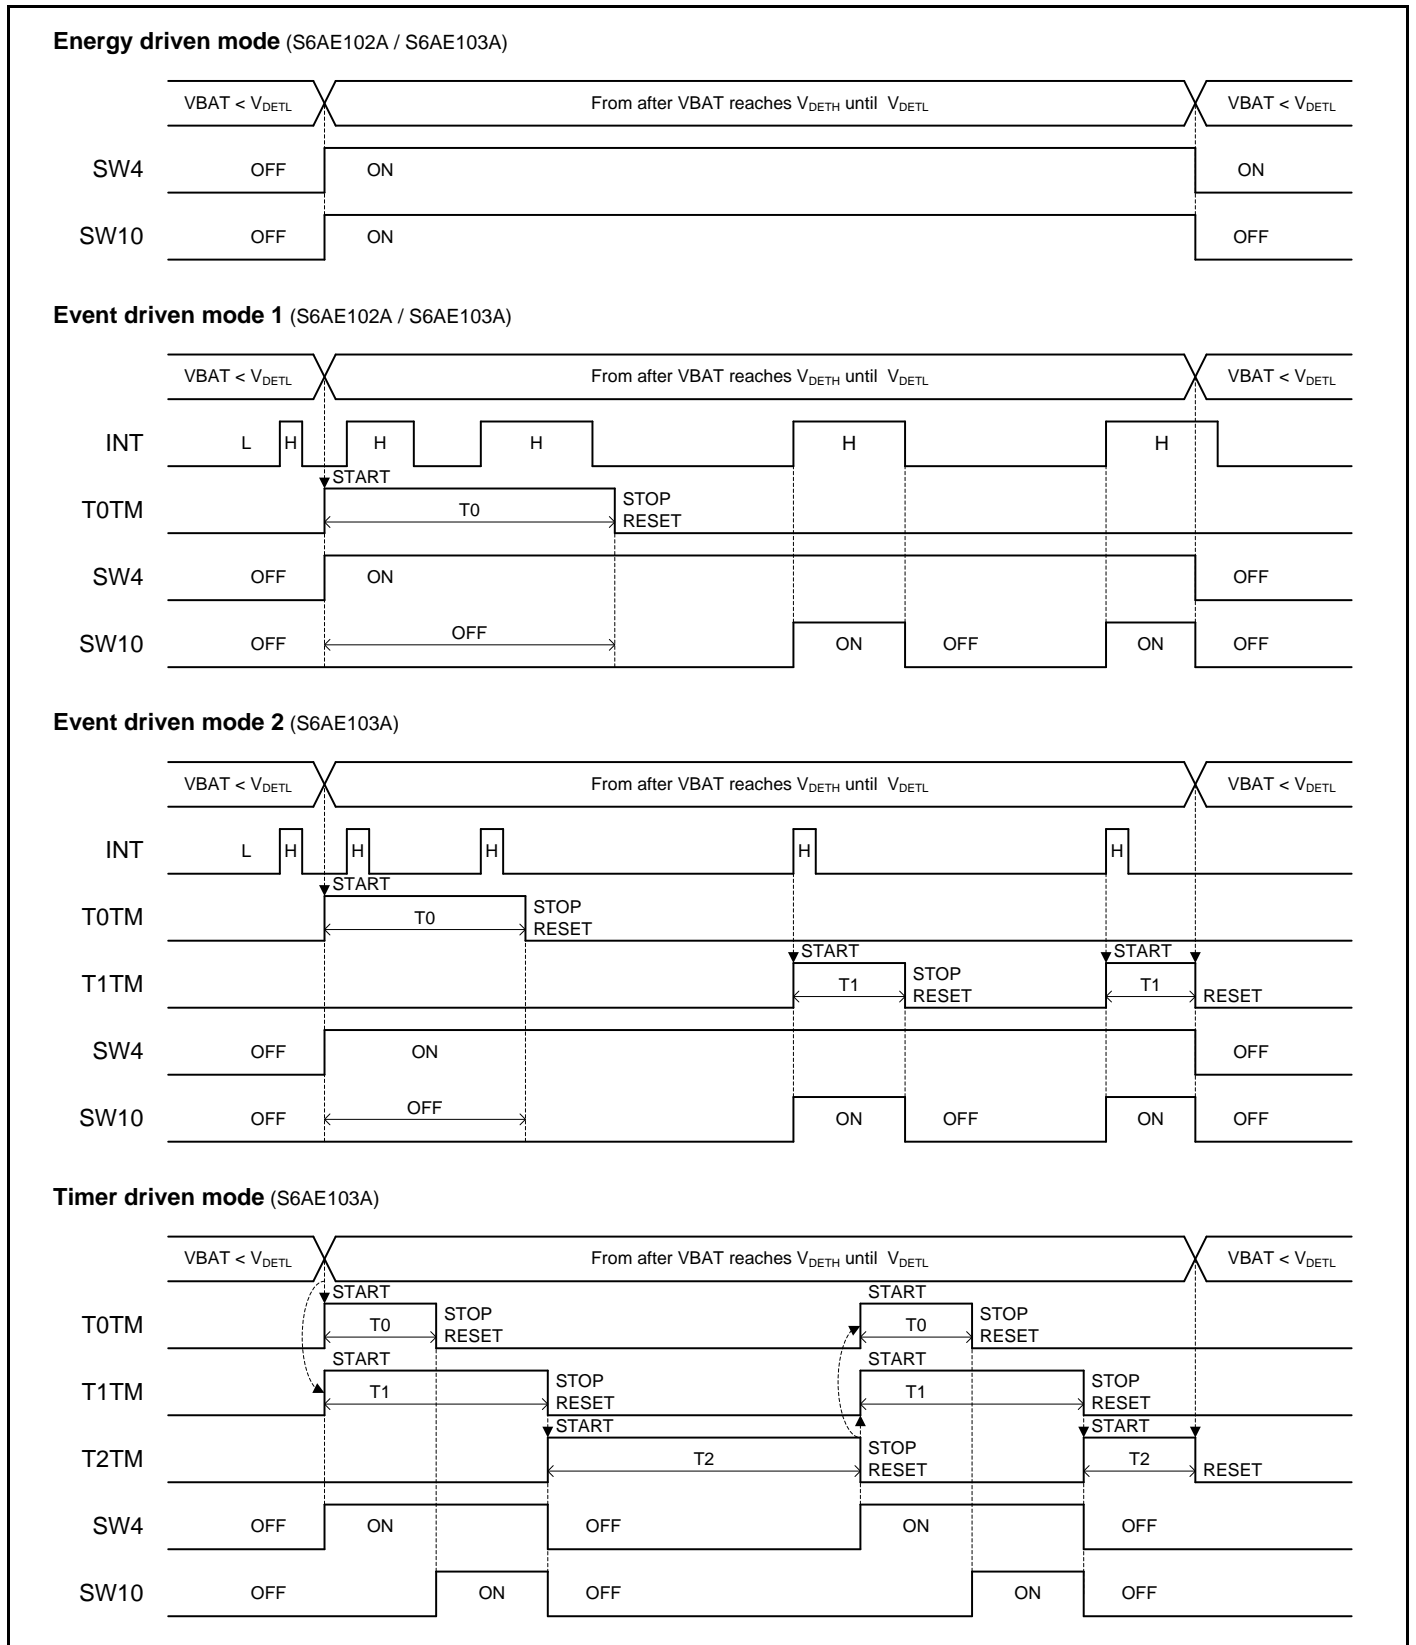 Energy driven mode (S6AE102A / S6AE103A)
VBAT < VDETL From after VBAT reaches VDETH until VDETL VBAT < VDETL
SW4 OFF ON ON
SW10 OFF ON OFF
Event driven mode 1 (S6AE102A / S6AE103A)
VBAT < VDETL From after VBAT reaches VDETH until VDETL VBAT < VDETL
INT L H H H H H
START
T0TM T0 STOP
RESET
SW4 OFF ON OFF
SW10 OFF OFF ON OFF ON OFF
Event driven mode 2 (S6AE103A)
VBAT < VDETL From after VBAT reaches VDETH until VDETL VBAT < VDETL
INT L H H H H H
START
T0TM T0 STOP
RESET
START START
T1TM T1 STOP T1
RESET RESET
SW4 OFF ON OFF
SW10 OFF OFF ON OFF ON OFF
Timer driven mode (S6AE103A)
VBAT < VDETL From after VBAT reaches VDETH until VDETL VBAT < VDETL
START START
T0TM T0 STOP T0 STOP
RESET RESET
START START
T1TM T1 STOP T1 STOP
RESET RESET
START START
T2TM T2 STOP T2
RESET RESET
SW4 OFF ON OFF ON OFF
SW10 OFF ON OFF ON OFF